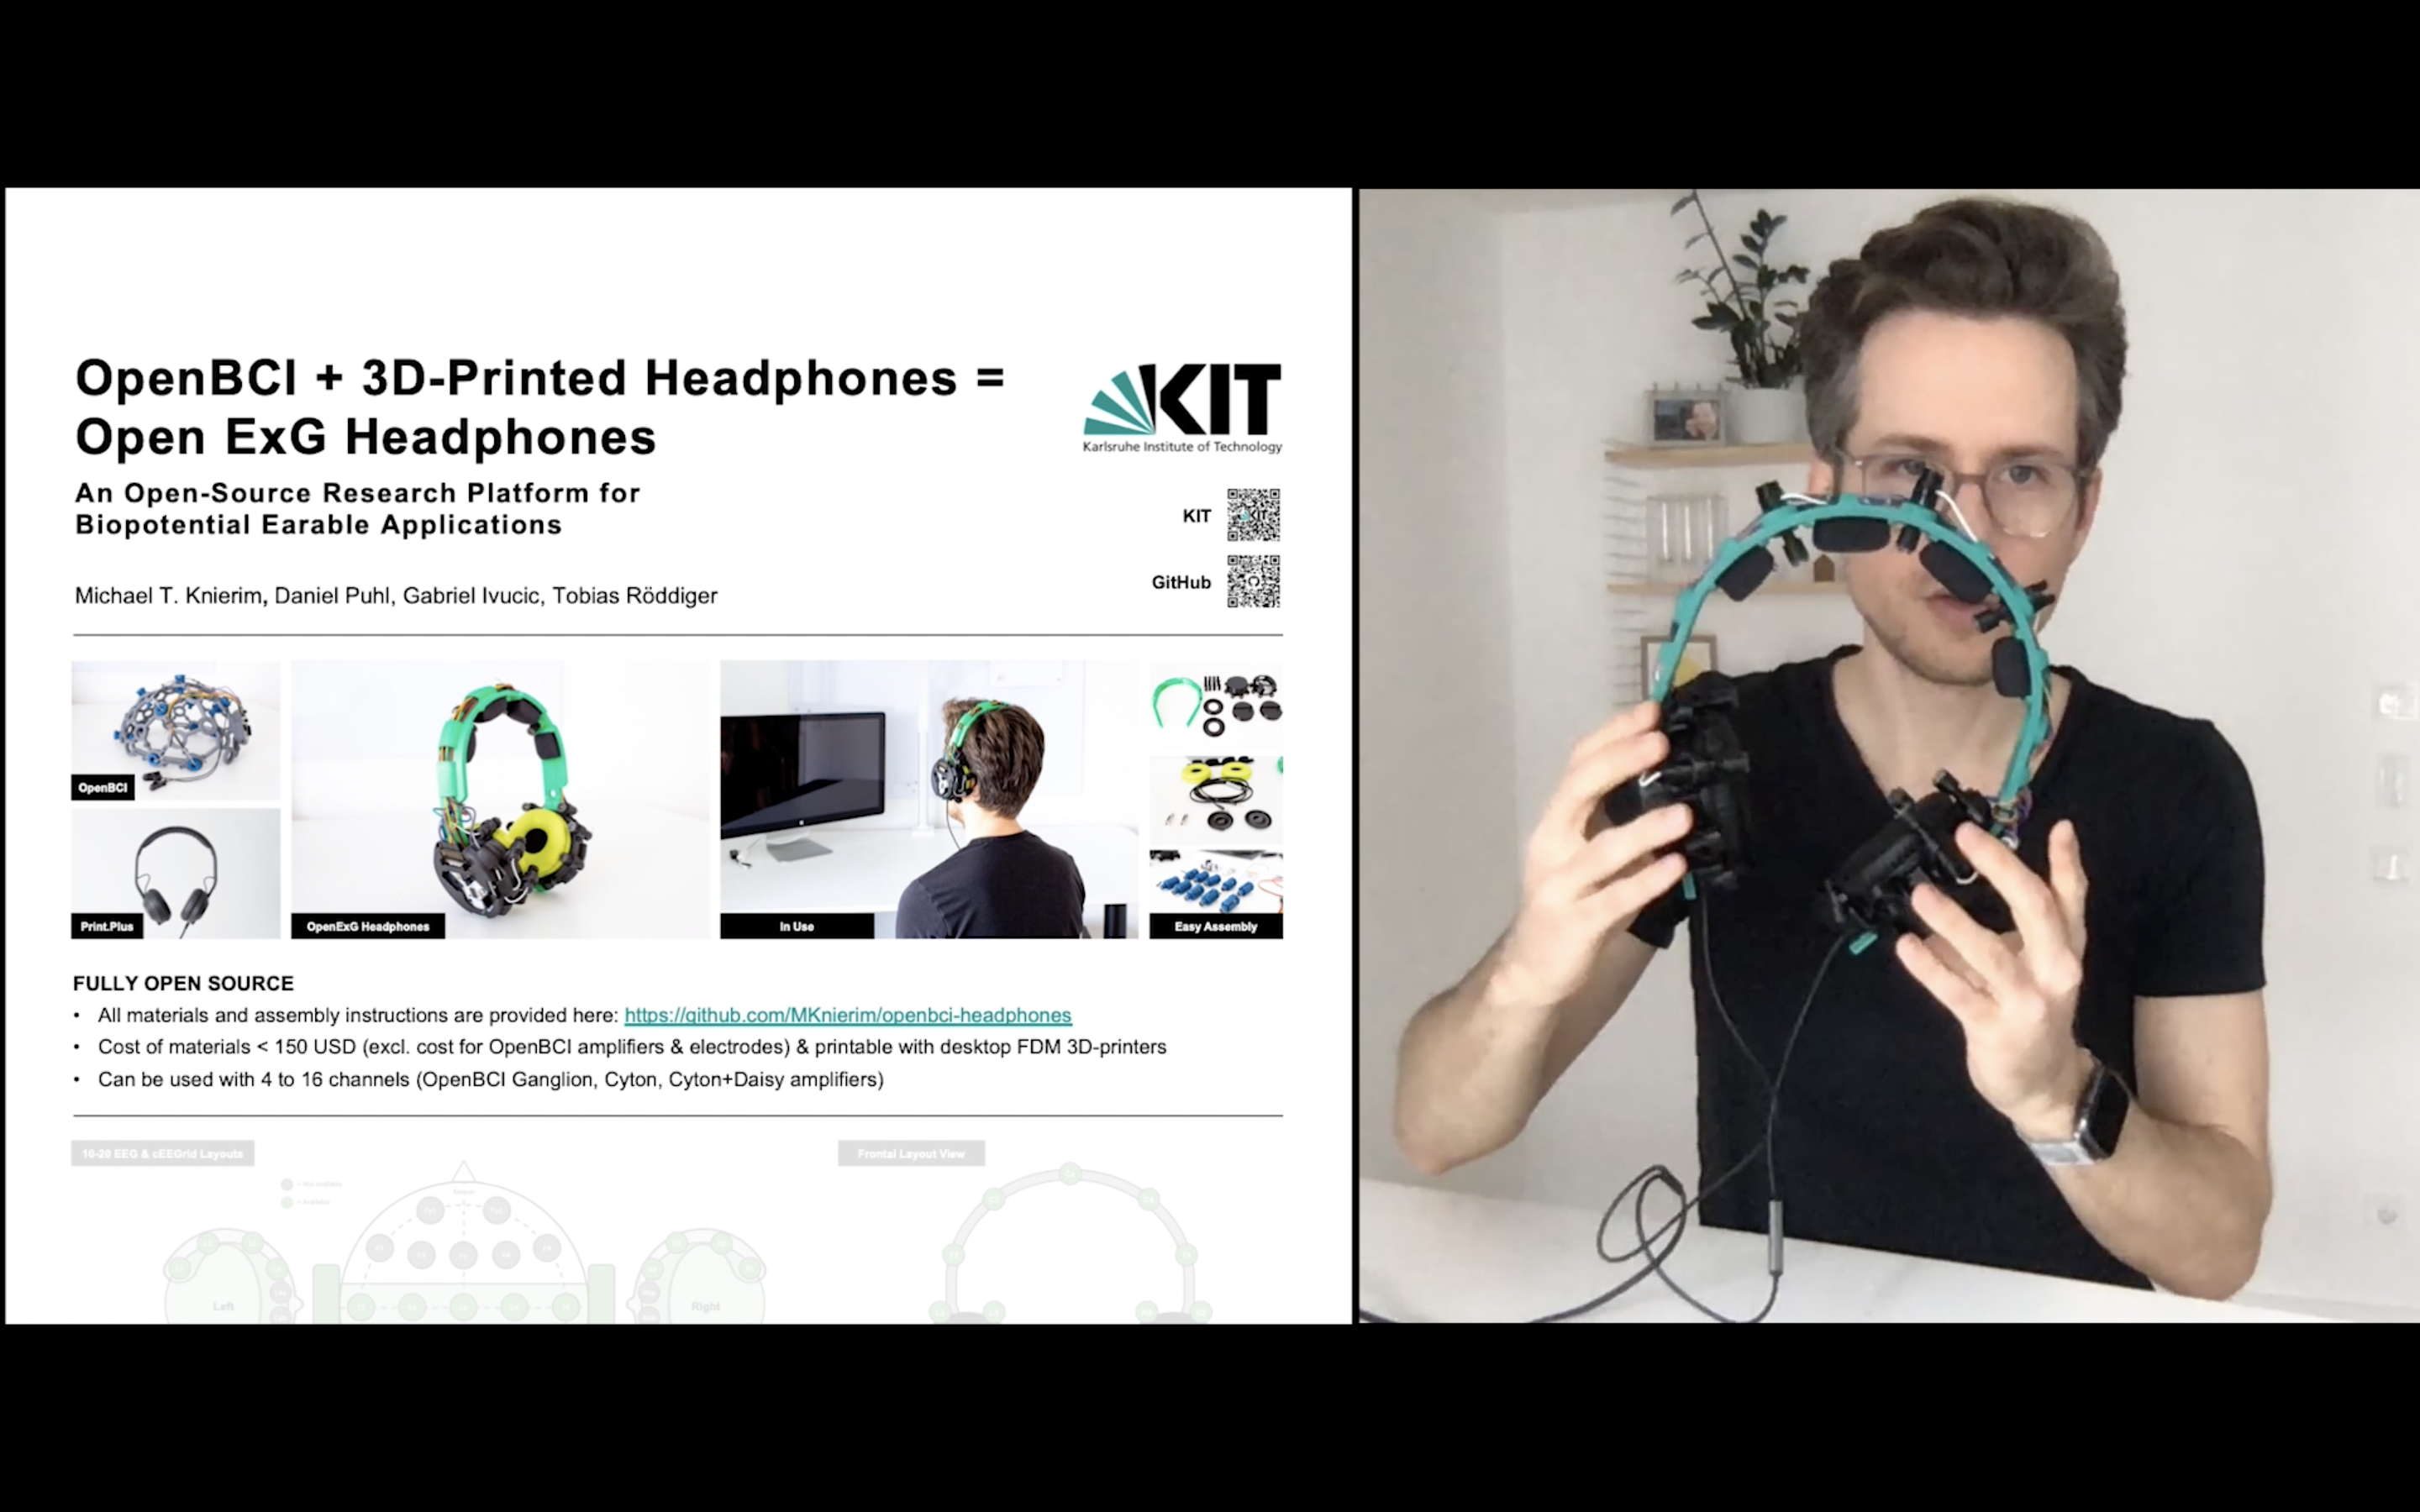 OpenBCI + 3D-Printed Headphones =
Open ExG Headphones
An Open-Source Research Platform for
Biopotential Earable Applications
Michael T. Knierim, Daniel Puhl, Gabriel Ivucic, Tobias Röddiger
KIT
Karlsruhe Institute of Technology
KIT
GitHub
OpenBCI
Print.Plus
OpenExG Headphones
In Use
Easy Assembly
FULLY OPEN SOURCE
• All materials and assembly instructions are provided here: https://github.com/MKnierim/openbci-headphones
• Cost of materials < 150 USD (excl. cost for OpenBCI amplifiers & electrodes) & printable with desktop FDM 3D-printers
• Can be used with 4 to 16 channels (OpenBCI Ganglion, Cyton, Cyton+Daisy amplifiers)
10-20 EEG & cEEGrid Layouts
Frontal Layout View
Left
Right